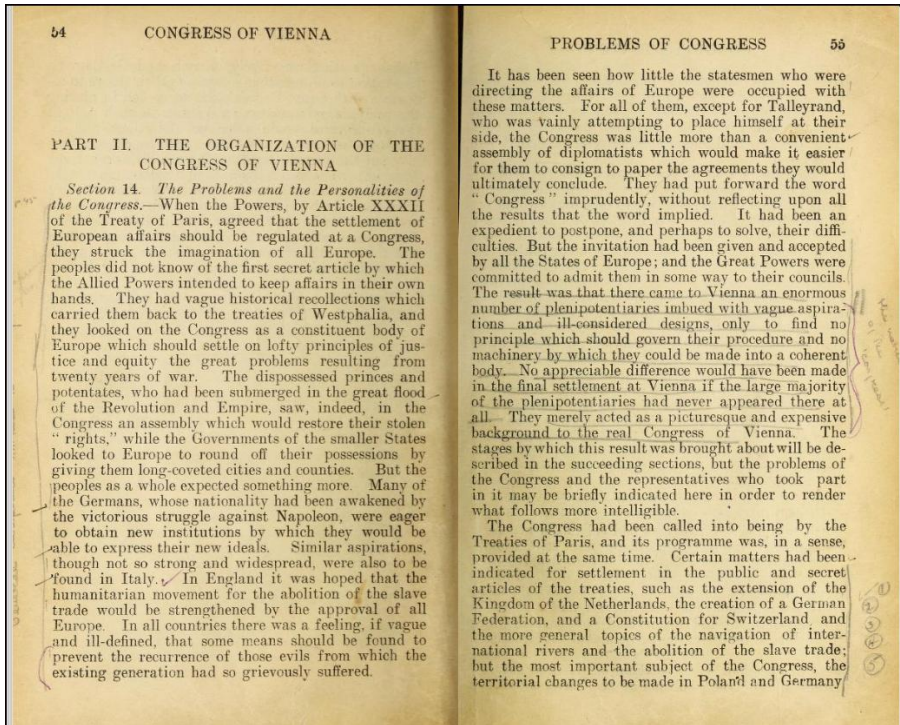 54
CONGRESS OF VIENNA
PART II. THE ORGANIZATION OF THE
CONGRESS OF VIENNA
Section 14. The Problems and the Personalities of
the Congress.—When the Powers, by Article XXXII
of the Treaty of Paris, agreed that the settlement of
European affairs should be regulated at a Congress,
they struck the imagination of all Europe. The
peoples did not know of the first secret article by which
the Allied Powers intended to keep affairs in their own
hands. They had vague historical recollections which
carried them back to the treaties of Westphalia, and
they looked on the Congress as a constituent body of
Europe which should settle on lofty principles of jus-
tice and equity the great problems resulting from
twenty years of war. The dispossessed princes and
potentates, who had been submerged in the great flood
of the Revolution and Empire, saw, indeed, in the
Congress an assembly which would restore their stolen
" rights," while the Governments of the smaller States
looked to Europe to round off their possessions by
giving them long-coveted cities and counties. But the
peoples as a whole expected something more. Many of
the Germans, whose nationality had been awakened by
the victorious struggle against Napoleon, were eager
to obtain new institutions by which they would be
able to express their new ideals. Similar aspirations,
though not so strong and widespread, were also to be
found in Italy. In England it was hoped that the
humanitarian movement for the abolition of the slave
trade would be strengthened by the approval of all
Europe. In all countries there was a feeling, if vague
and ill-defined, that some means should be found to
prevent the recurrence of those evils from which the
existing generation had so grievously suffered.
PROBLEMS OF CONGRESS
55
It has been seen how little the statesmen who were
directing the affairs of Europe were occupied with
these matters. For all of them, except for Talleyrand,
who was vainly attempting to place himself at their
side, the Congress was little more than a convenient
assembly of diplomatists which would make it easier
for them to consign to paper the agreements they would
ultimately conclude. They had put forward the word
" Congress " imprudently, without reflecting upon all
the results that the word implied. It had been an
expedient to postpone, and perhaps to solve, their diffi-
culties. But the invitation had been given and accepted
by all the States of Europe; and the Great Powers were
committed to admit them in some way to their councils.
The result was that there came to Vienna an enormous
number of plenipotentiaries imbued with vague aspira-
tions and ill-considered designs, only to find no
principle which should govern their procedure and no
machinery by which they could be made into a coherent
body. No appreciable difference would have been made
in the final settlement at Vienna if the large majority
of the plenipotentiaries had never appeared there at
all. They merely acted as a picturesque and expensive
background to the real Congress of Vienna. The
stages by which this result was brought about will be de-
scribed in the succeeding sections, but the problems of
the Congress and the representatives who took part
in it may be briefly indicated here in order to render
what follows more intelligible.
The Congress had been called into being by the
Treaties of Paris, and its programme was, in a sense,
provided at the same time. Certain matters had been
indicated for settlement in the public and secret
articles of the treaties, such as the extension of the
Kingdom of the Netherlands, the creation of a German
Federation, and a Constitution for Switzerland, and
the more general topics of the navigation of inter-
national rivers and the abolition of the slave trade;
but the most important subject of the Congress, the
territorial changes to be made in Poland and Germany
①
②
③
④
⑤